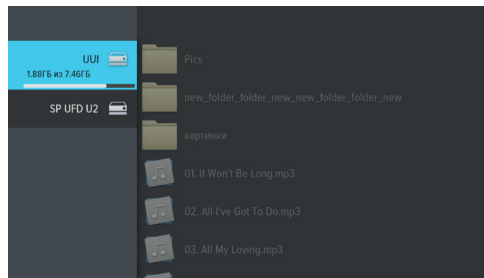 UUI
1.88ГБ из 7.46ГБ
SP UFD U2
Pics
new_folder_folder_new_new_folder_folder_new
картинки
01. It Won't Be Long.mp3
02. All I've Got To Do.mp3
03. All My Loving.mp3